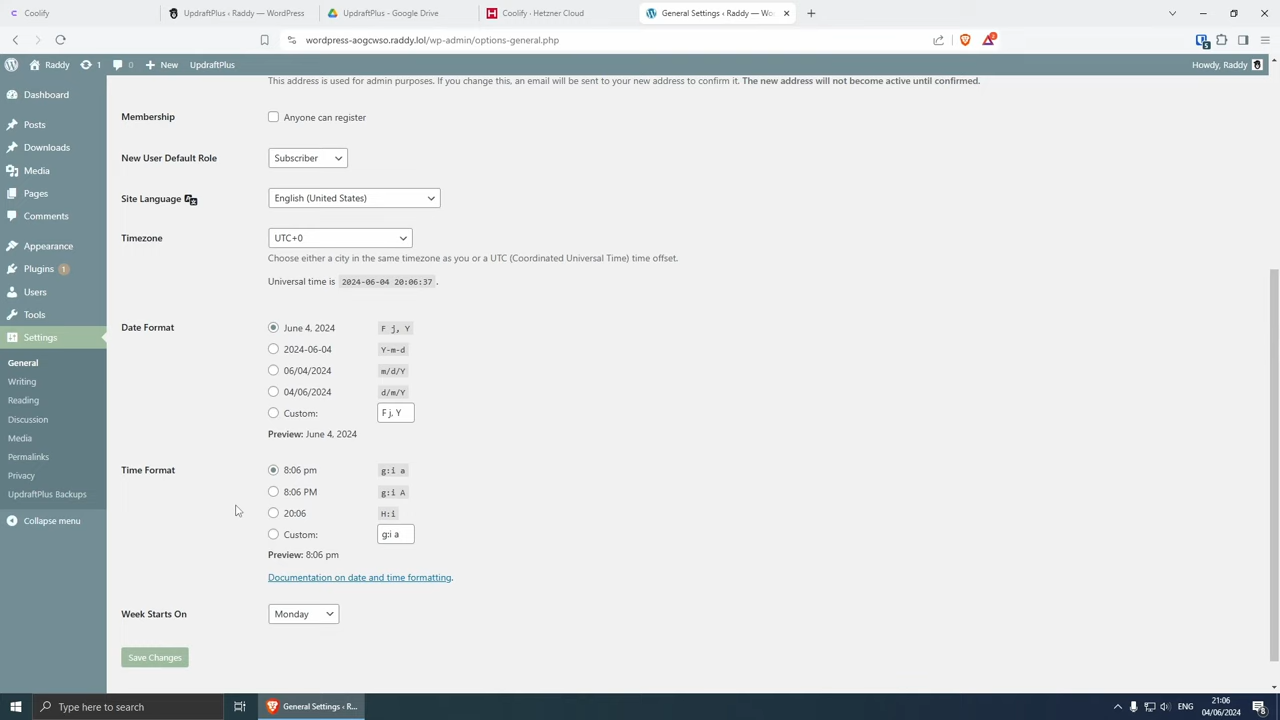 Coolify
UpdraftPlus ‹ Raddy — WordPress
UpdraftPlus - Google Drive
Coolify · Hetzner Cloud
General Settings ‹ Raddy — Wo
wordpress-aogcwso.raddy.lol/wp-admin/options-general.php
Raddy
1
0
New
UpdraftPlus
Howdy, Raddy
Dashboard
Posts
Downloads
Media
Pages
Comments
Appearance
Plugins 1
Users
Tools
Settings
General
Writing
Reading
Discussion
Media
Permalinks
Privacy
UpdraftPlus Backups
Collapse menu
This address is used for admin purposes. If you change this, an email will be sent to your new address to confirm it. The new address will not become active until confirmed.
Membership
Anyone can register
New User Default Role
Subscriber
Site Language
English (United States)
Timezone
UTC+0
Choose either a city in the same timezone as you or a UTC (Coordinated Universal Time) time offset.
Universal time is 2024-06-04 20:06:37 .
Date Format
June 4, 2024 F j, Y
2024-06-04 Y-m-d
06/04/2024 m/d/Y
04/06/2024 d/m/Y
Custom: F j, Y
Preview: June 4, 2024
Time Format
8:06 pm g:i a
8:06 PM g:i A
20:06 H:i
Custom: g:i a
Preview: 8:06 pm
Documentation on date and time formatting.
Week Starts On
Monday
Save Changes
Type here to search
General Settings ‹ R...
ENG
21:06
04/06/2024